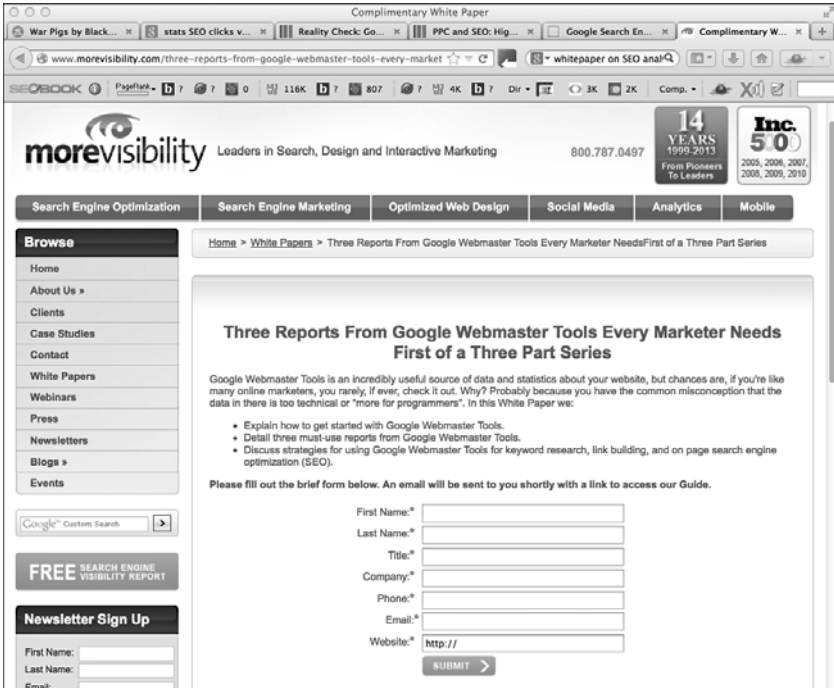 Complimentary White Paper
War Pigs by Black... stats SEO clicks v... Reality Check: Go... PPC and SEO: Hig... Google Search En... Complimentary W...
www.morevisibility.com/three-reports-from-google-webmaster-tools-every-market
whitepaper on SEO anal
SEOBOOK PageRank ? ? 0 116K ? 807 ? 4K ? Dir 3K 2K Comp.
morevisibility Leaders in Search, Design and Interactive Marketing 800.787.0497
14 YEARS
1999-2013
From Pioneers
To Leaders
Inc.
500
2005, 2006, 2007,
2008, 2009, 2010
Search Engine Optimization Search Engine Marketing Optimized Web Design Social Media Analytics Mobile
Browse
Home
About Us »
Clients
Case Studies
Contact
White Papers
Webinars
Press
Newsletters
Blogs »
Events
Google™ Custom Search
FREE SEARCH ENGINE
VISIBILITY REPORT
Newsletter Sign Up
First Name:
Last Name:
Email:
Home > White Papers > Three Reports From Google Webmaster Tools Every Marketer NeedsFirst of a Three Part Series
Three Reports From Google Webmaster Tools Every Marketer Needs
First of a Three Part Series
Google Webmaster Tools is an incredibly useful source of data and statistics about your website, but chances are, if you're like
many online marketers, you rarely, if ever, check it out. Why? Probably because you have the common misconception that the
data in there is too technical or "more for programmers". In this White Paper we:
• Explain how to get started with Google Webmaster Tools.
• Detail three must-use reports from Google Webmaster Tools.
• Discuss strategies for using Google Webmaster Tools for keyword research, link building, and on page search engine
optimization (SEO).
Please fill out the brief form below. An email will be sent to you shortly with a link to access our Guide.
First Name:*
Last Name:*
Title:*
Company:*
Phone:*
Email:*
Website:* http://
SUBMIT